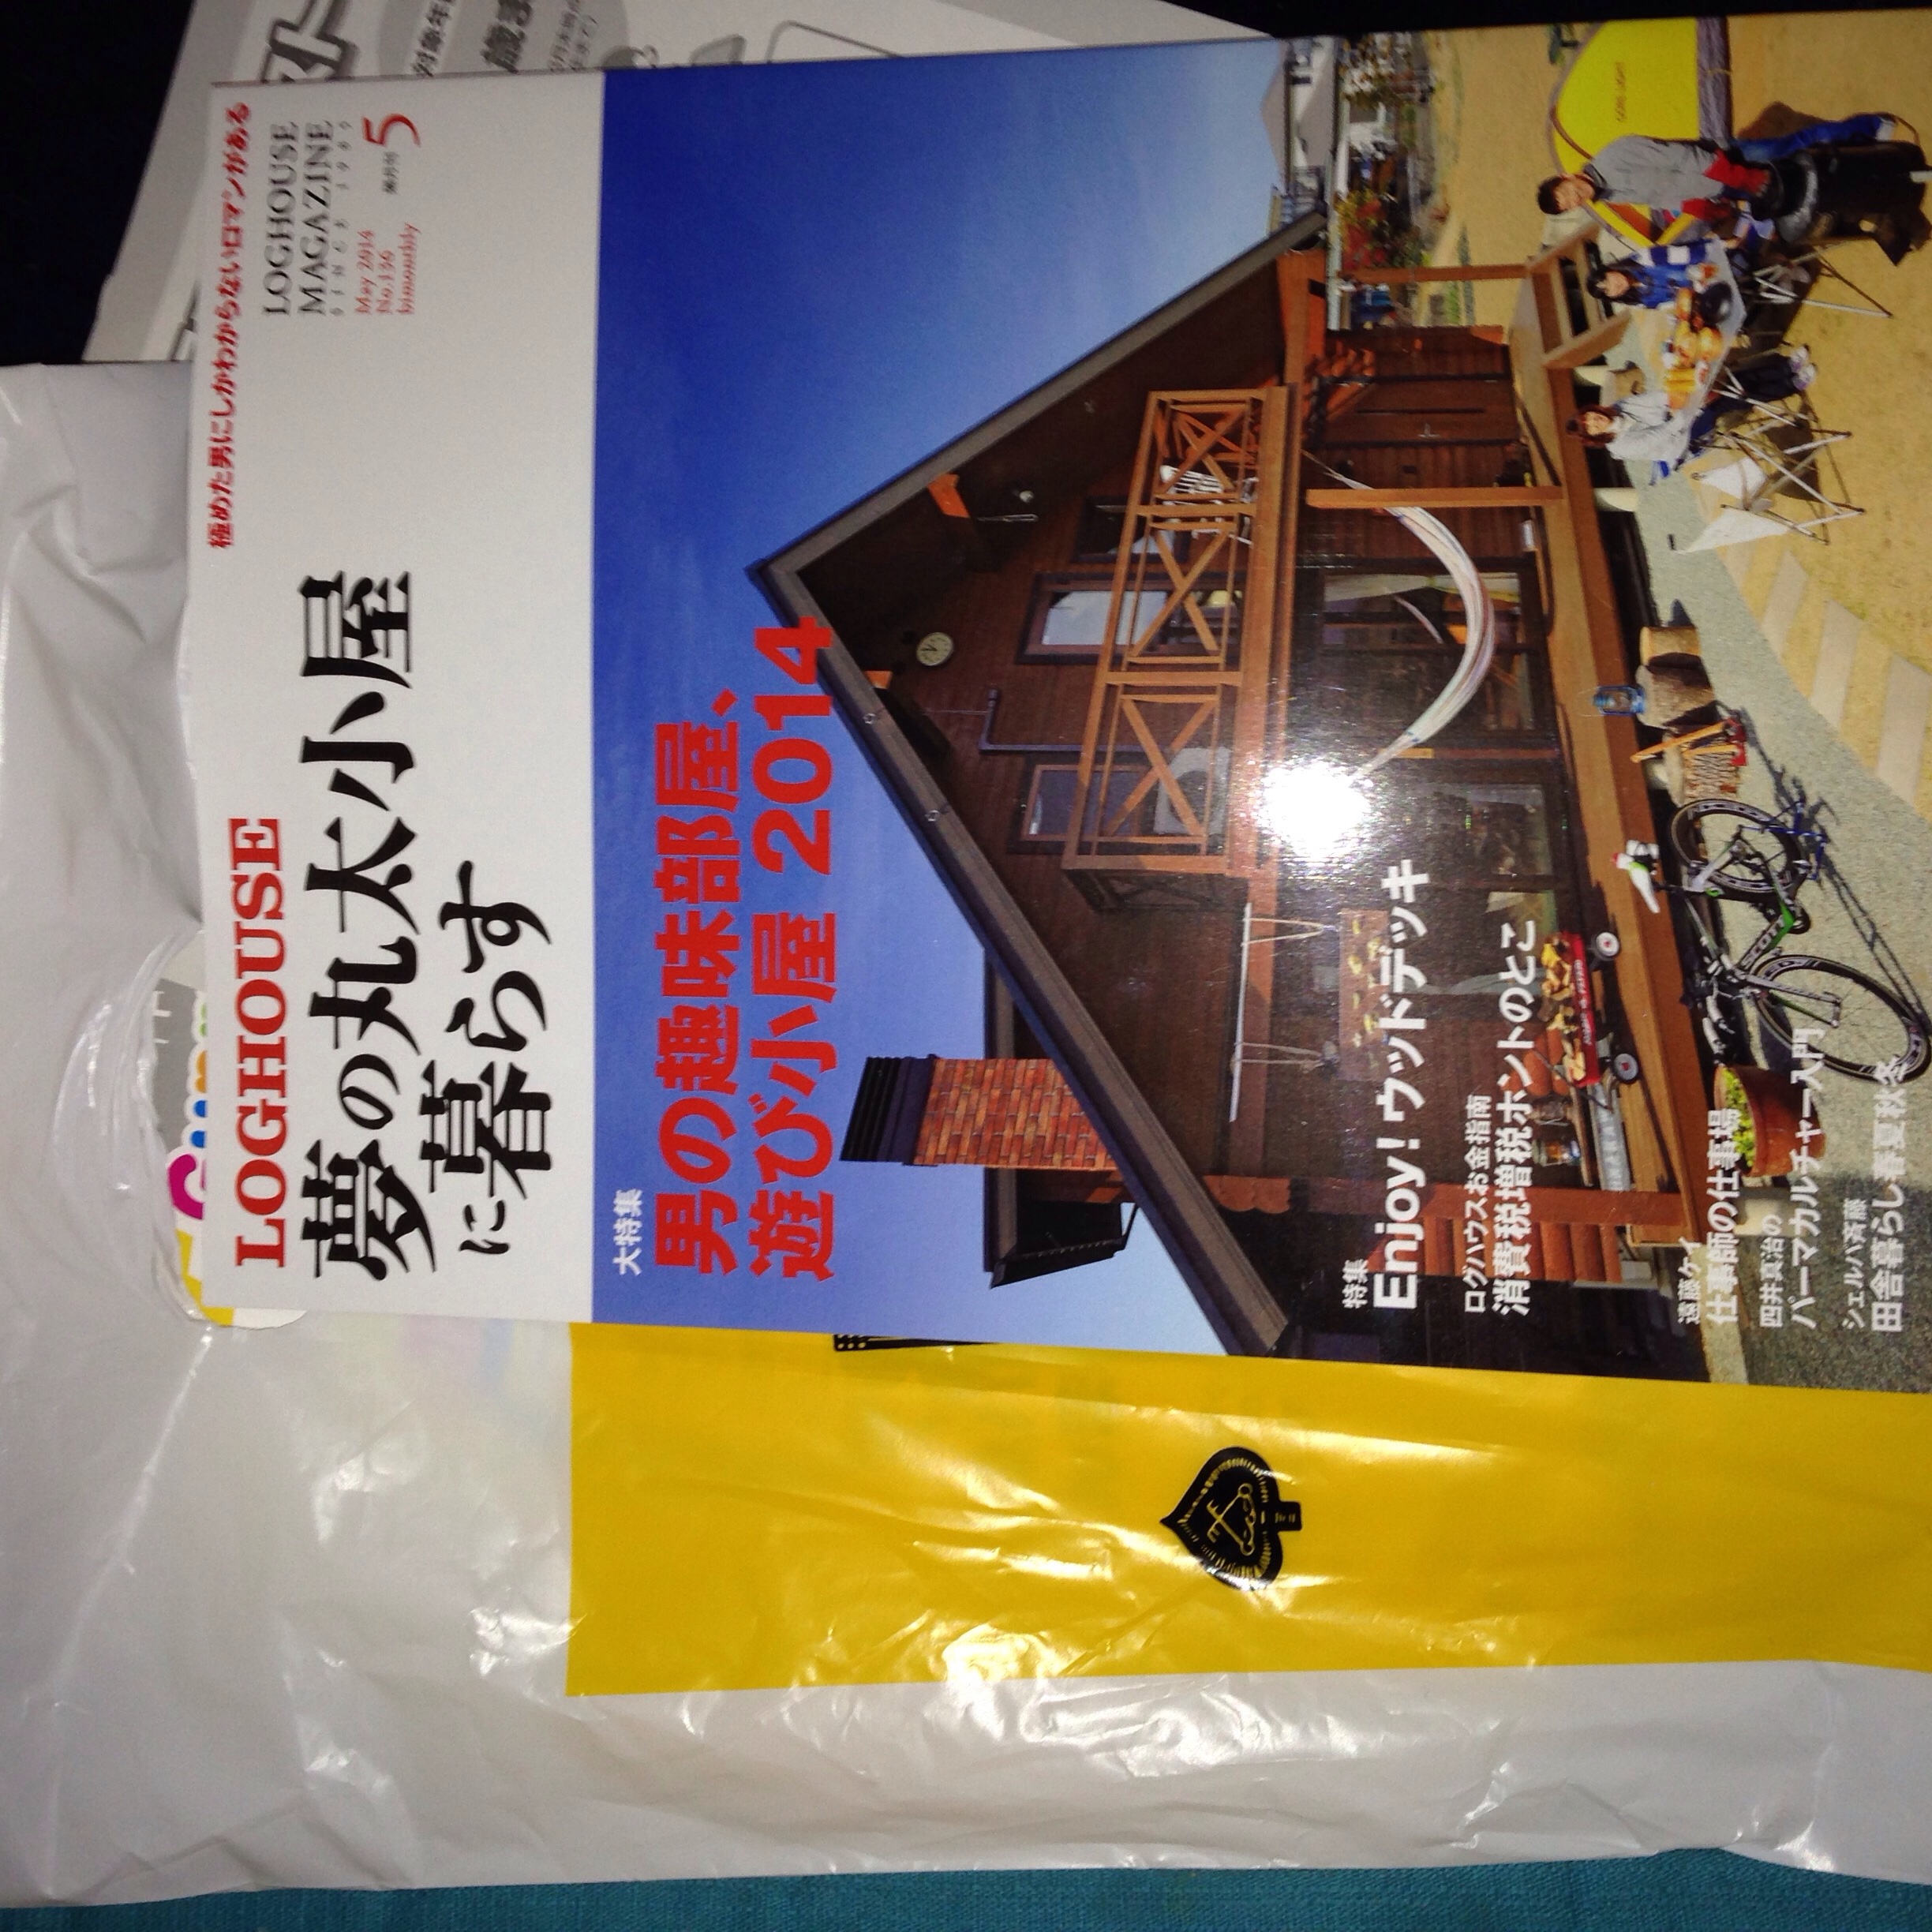 極めた男にしかわからないロマンがある
LOGHOUSE
夢の丸太小屋
に暮らす
LOGHOUSE
MAGAZINE
SINCE 1989
May 2014
No.136
bimonthly
隔月刊
5
大特集
男の趣味部屋、
遊び小屋 2014
特集
Enjoy! ウッドデッキ
ログハウスお金指南
消費税増税ホントのとこ
遠藤ケイ
仕事師の仕事場
四井真治の
パーマカルチャー入門
シェルパ斉藤
田舎暮らし春夏秋冬